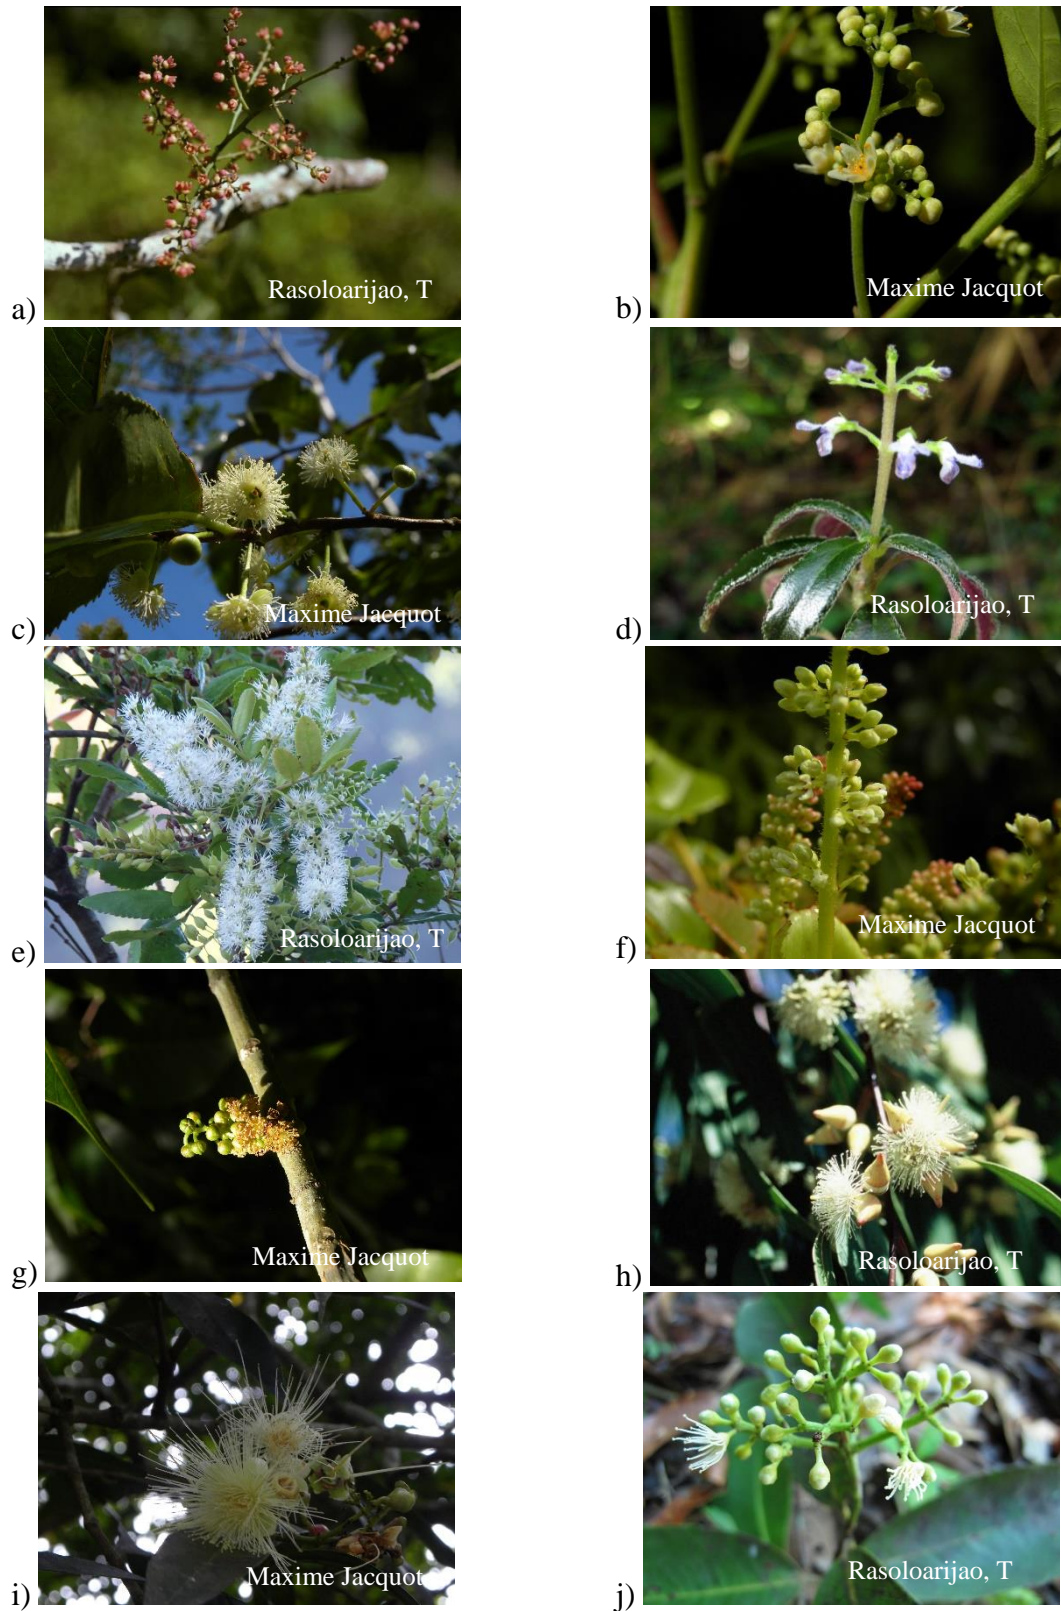 a) Rasoloarijao, T
b) Maxime Jacquot
c) Maxime Jacquot
d) Rasoloarijao, T
e) Rasoloarijao, T
f) Maxime Jacquot
g) Maxime Jacquot
h) Rasoloarijao, T
i) Maxime Jacquot
j) Rasoloarijao, T